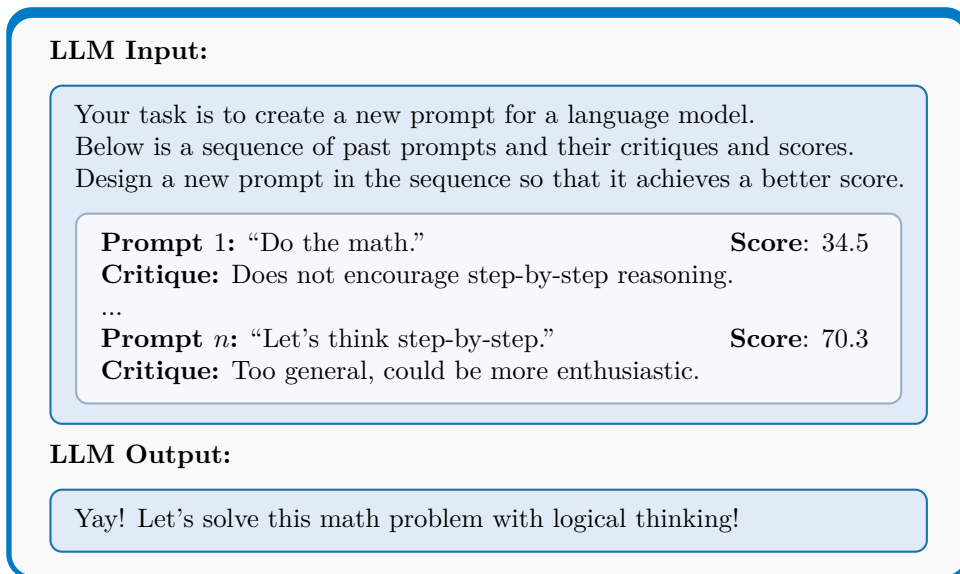 LLM Input:
Your task is to create a new prompt for a language model.
Below is a sequence of past prompts and their critiques and scores.
Design a new prompt in the sequence so that it achieves a better score.
Prompt 1: “Do the math.” Score: 34.5
Critique: Does not encourage step-by-step reasoning.
...
Prompt n: “Let's think step-by-step.” Score: 70.3
Critique: Too general, could be more enthusiastic.
LLM Output:
Yay! Let's solve this math problem with logical thinking!